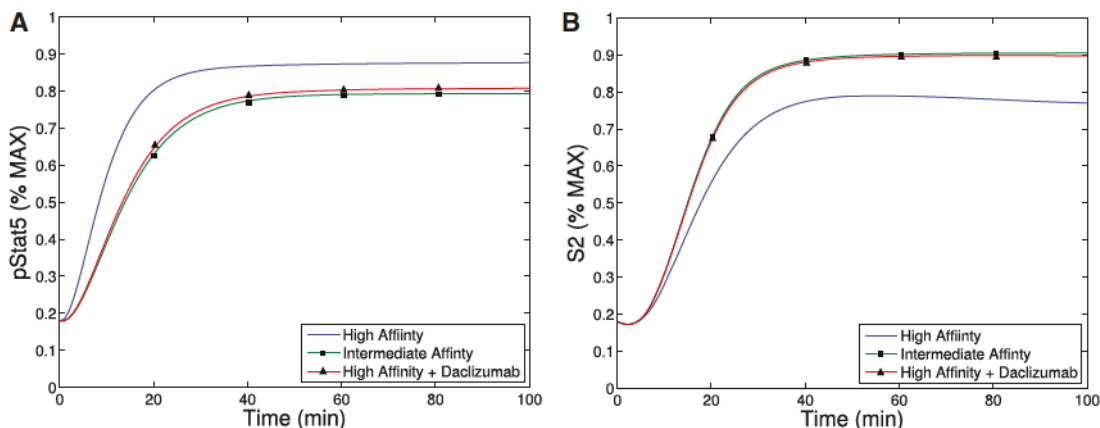 A
pStat5 (% MAX)
1
0.9
0.8
0.7
0.6
0.5
0.4
0.3
0.2
0.1
0
0 20 40 60 80 100
Time (min)
High Affiinty
Intermediate Affinty
High Affinity + Daclizumab
B
S2 (% MAX)
1
0.9
0.8
0.7
0.6
0.5
0.4
0.3
0.2
0.1
0
0 20 40 60 80 100
Time (min)
High Affiinty
Intermediate Affinty
High Affinity + Daclizumab